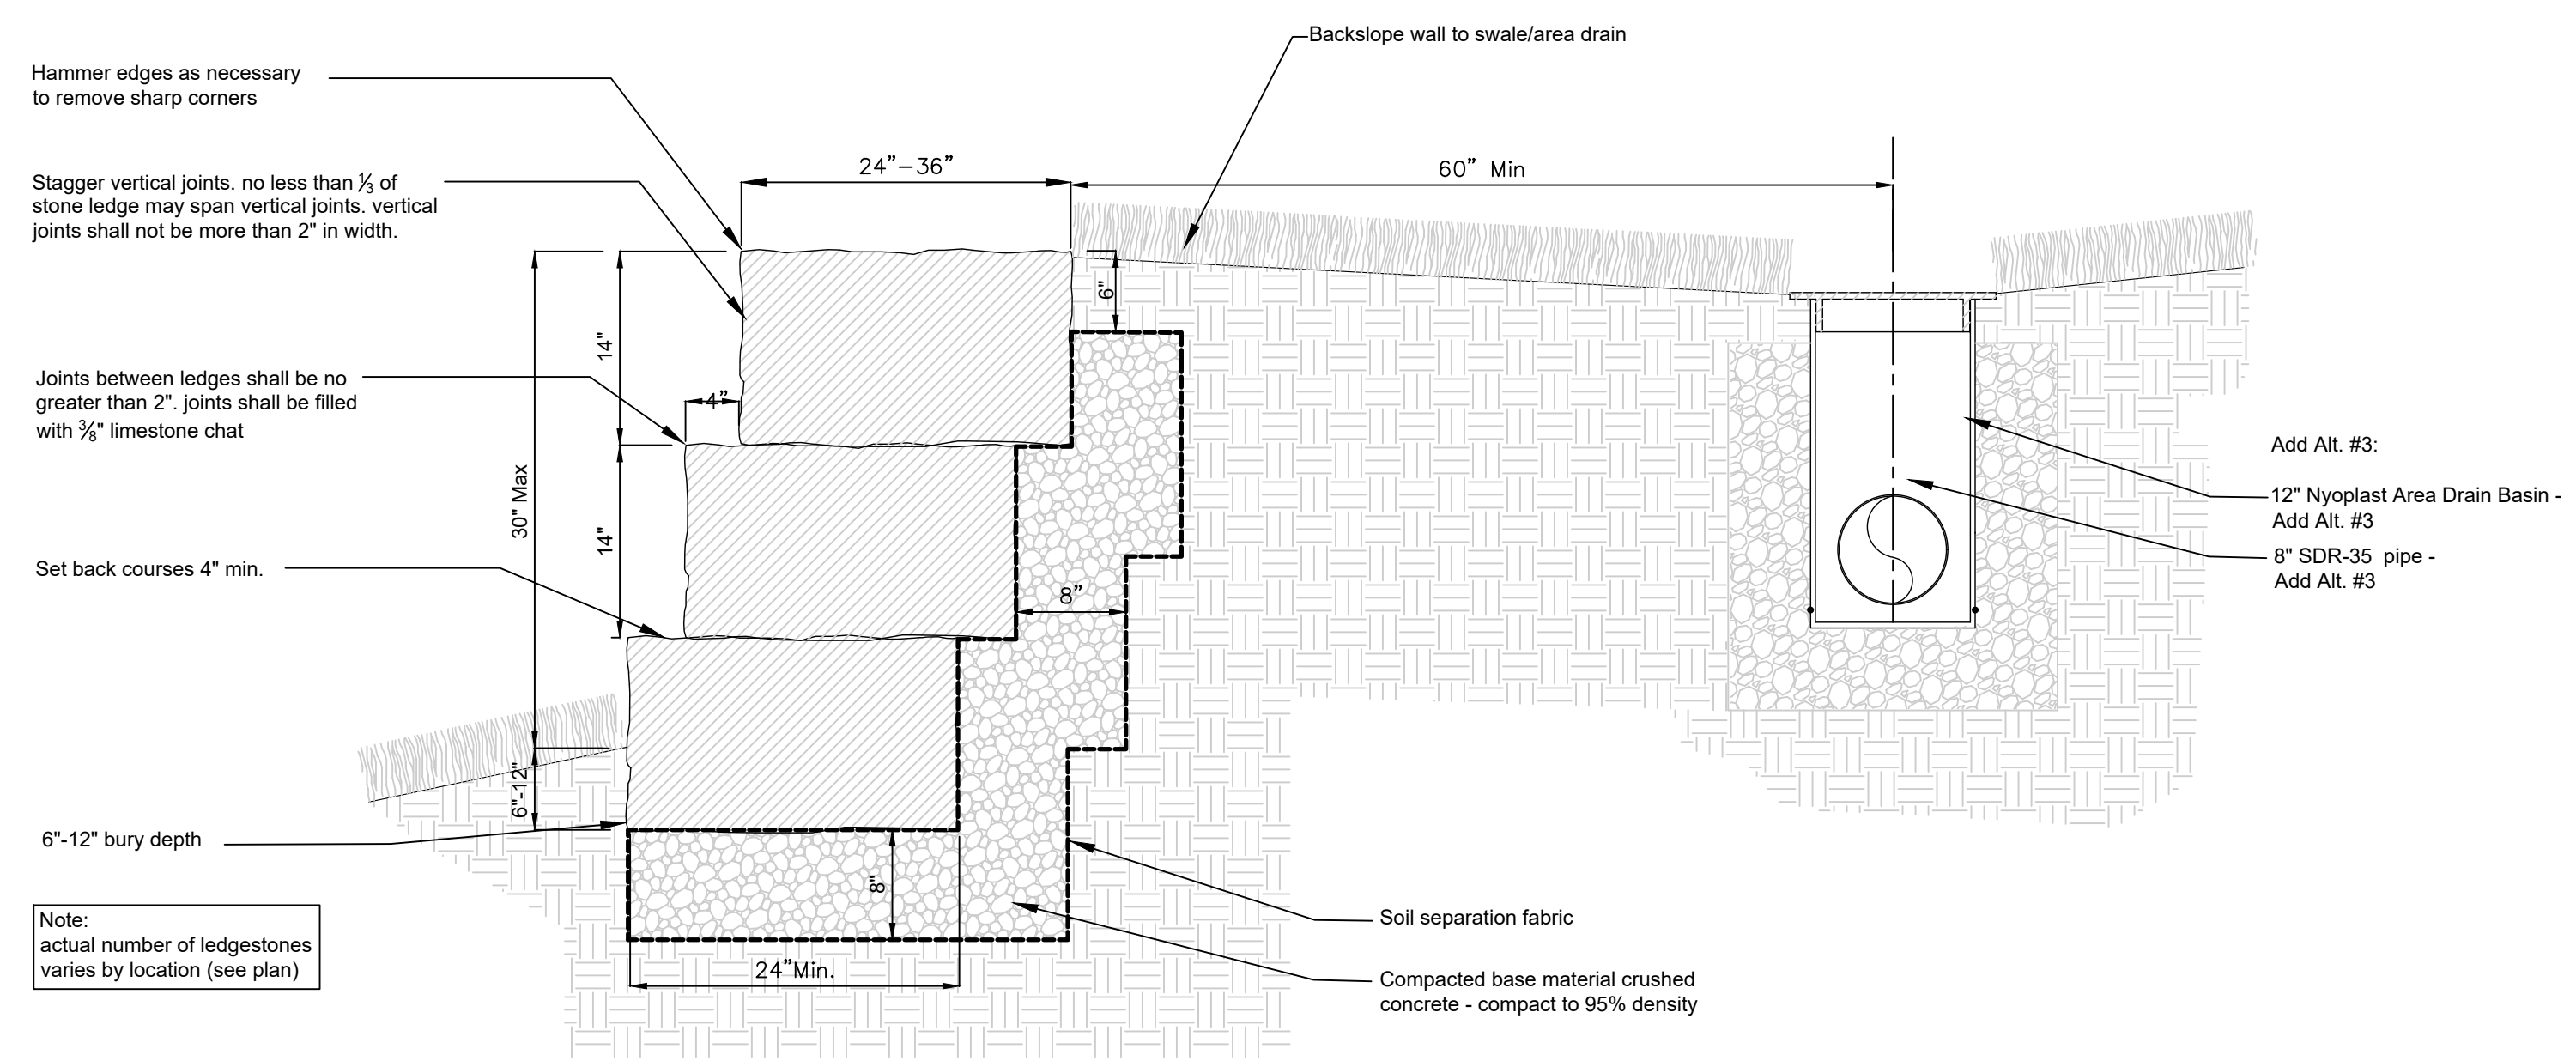 Backslope wall to swale/area drain
Hammer edges as necessary
to remove sharp corners
24”–36”
60” Min
Stagger vertical joints. no less than ⅓ of
stone ledge may span vertical joints. vertical
joints shall not be more than 2" in width.
6"
14"
Joints between ledges shall be no
greater than 2". joints shall be filled
with ⅜" limestone chat
4”
Add Alt. #3:
12" Nyoplast Area Drain Basin -
Add Alt. #3
8" SDR-35 pipe -
Add Alt. #3
30" Max
14"
Set back courses 4" min.
8”
6"-12"
6"-12" bury depth
8"
Note:
actual number of ledgestones
varies by location (see plan)
Soil separation fabric
24”Min.
Compacted base material crushed
concrete - compact to 95% density